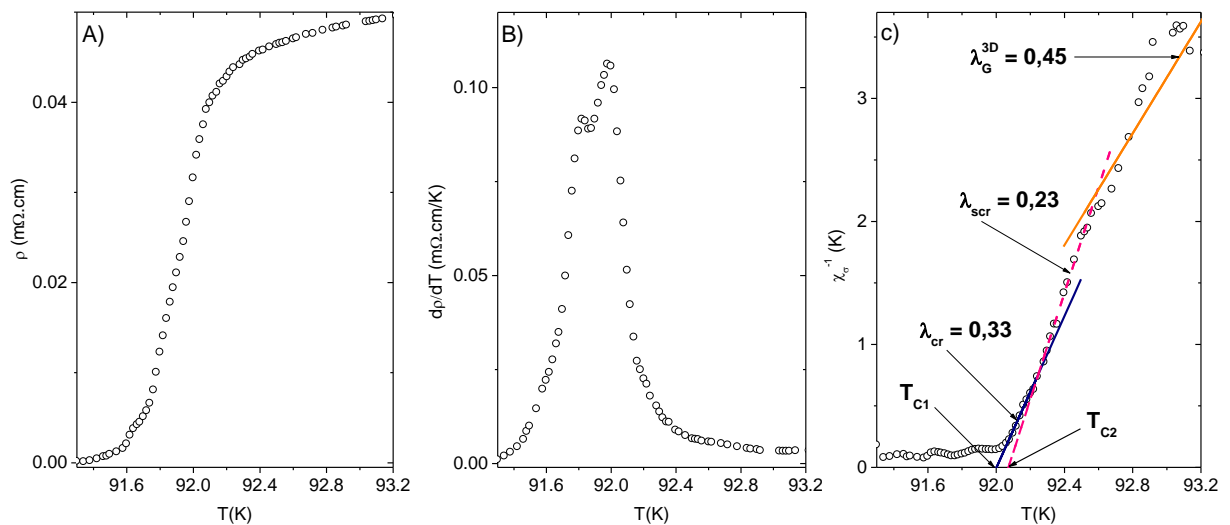 A)
ρ (mΩ.cm)
0.04
0.02
0.00
91.6 92.0 92.4 92.8 93.2
T(K)
B)
dρ/dT (mΩ.cm/K)
0.10
0.05
0.00
91.6 92.0 92.4 92.8 93.2
T(K)
c)
χσ⁻¹ (K)
3
2
1
0
λG³ᴰ = 0,45
λscr = 0,23
λcr = 0,33
TC1
TC2
91.6 92.0 92.4 92.8 93.2
T(K)